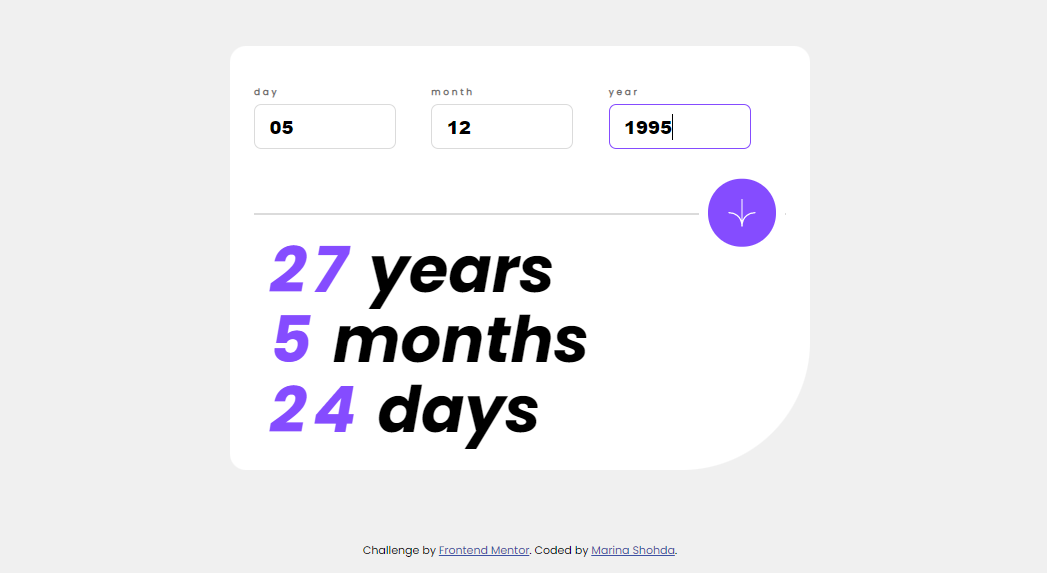 day month year
05 12 1995
27 years
5 months
24 days
Challenge by Frontend Mentor. Coded by Marina Shohda.